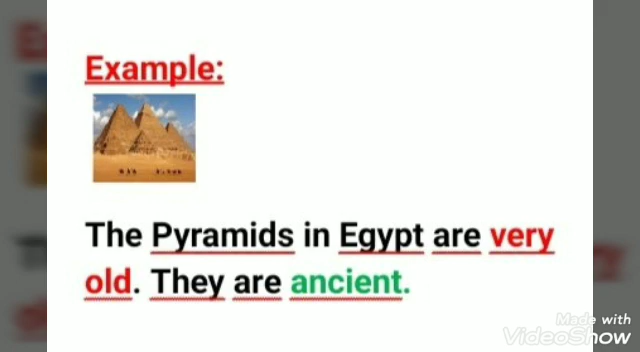 Example:
The Pyramids in Egypt are very
old. They are ancient.
Made with
VideoShow